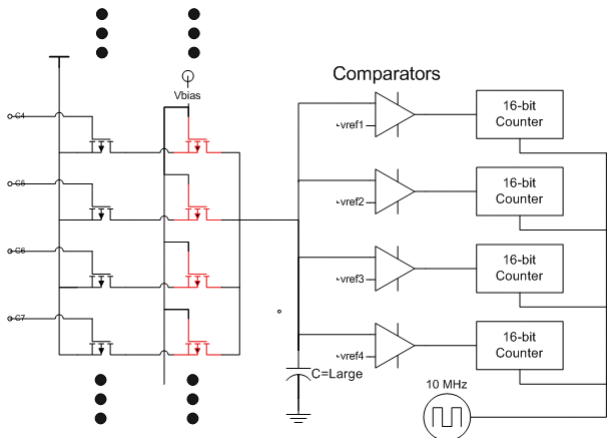 Vbias
C4
C5
C6
C7
Comparators
vref1
16-bit
Counter
vref2
16-bit
Counter
vref3
16-bit
Counter
vref4
16-bit
Counter
C=Large
10 MHz